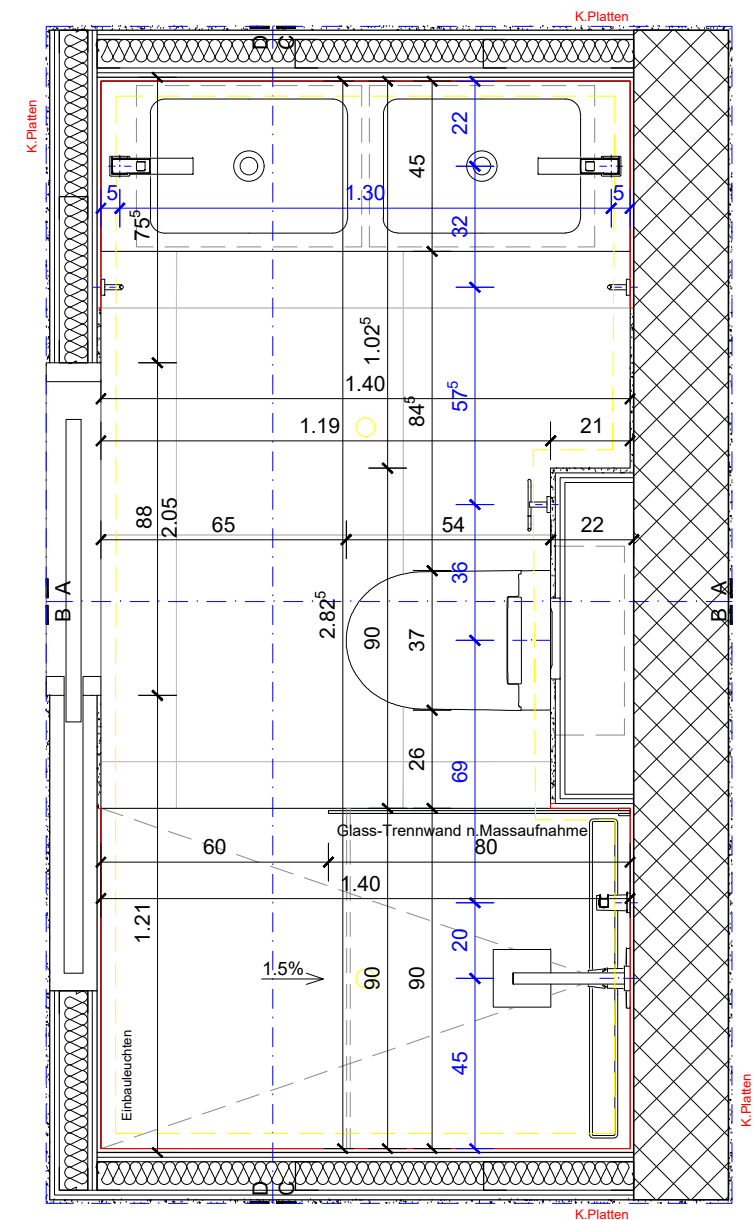 K.Platten
D
C
K.Platten
22
45
5
1.30
5
75⁵
32
1.02⁵
1.40
57⁵
84⁵
1.19
21
88
2.05
65
54
22
A
B
A
B
36
2.82⁵
90
37
26
69
Glass-Trennwand n.Massaufnahme
60
80
1.40
1.21
20
1.5%
90
90
45
Einbauleuchten
K.Platten
D
C
K.Platten